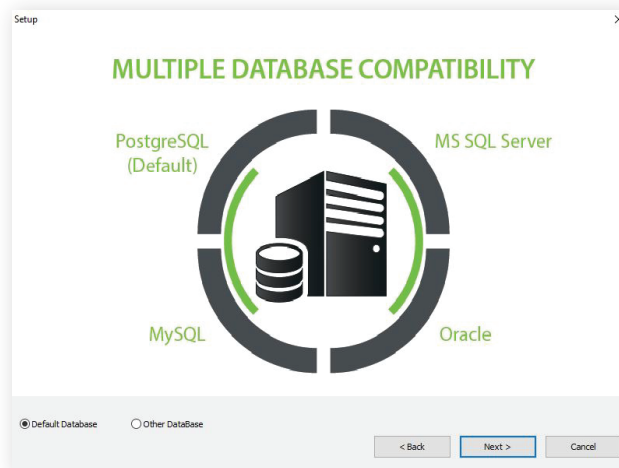 Setup
MULTIPLE DATABASE COMPATIBILITY
PostgreSQL
(Default)
MS SQL Server
MySQL
Oracle
Default Database
Other DataBase
< Back
Next >
Cancel